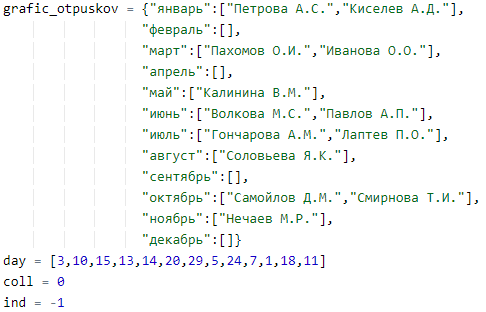 grafic_otpuskov = {"январь":["Петрова А.С.","Киселев А.Д."],
"февраль":[],
"март":["Пахомов О.И.","Иванова О.О."],
"апрель":[],
"май":["Калинина В.М."],
"июнь":["Волкова М.С.","Павлов А.П."],
"июль":["Гончарова А.М.","Лаптев П.О."],
"август":["Соловьева Я.К."],
"сентябрь":[],
"октябрь":["Самойлов Д.М.","Смирнова Т.И."],
"ноябрь":["Нечаев М.Р."],
"декабрь":[]}
day = [3,10,15,13,14,20,29,5,24,7,1,18,11]
coll = 0
ind = -1